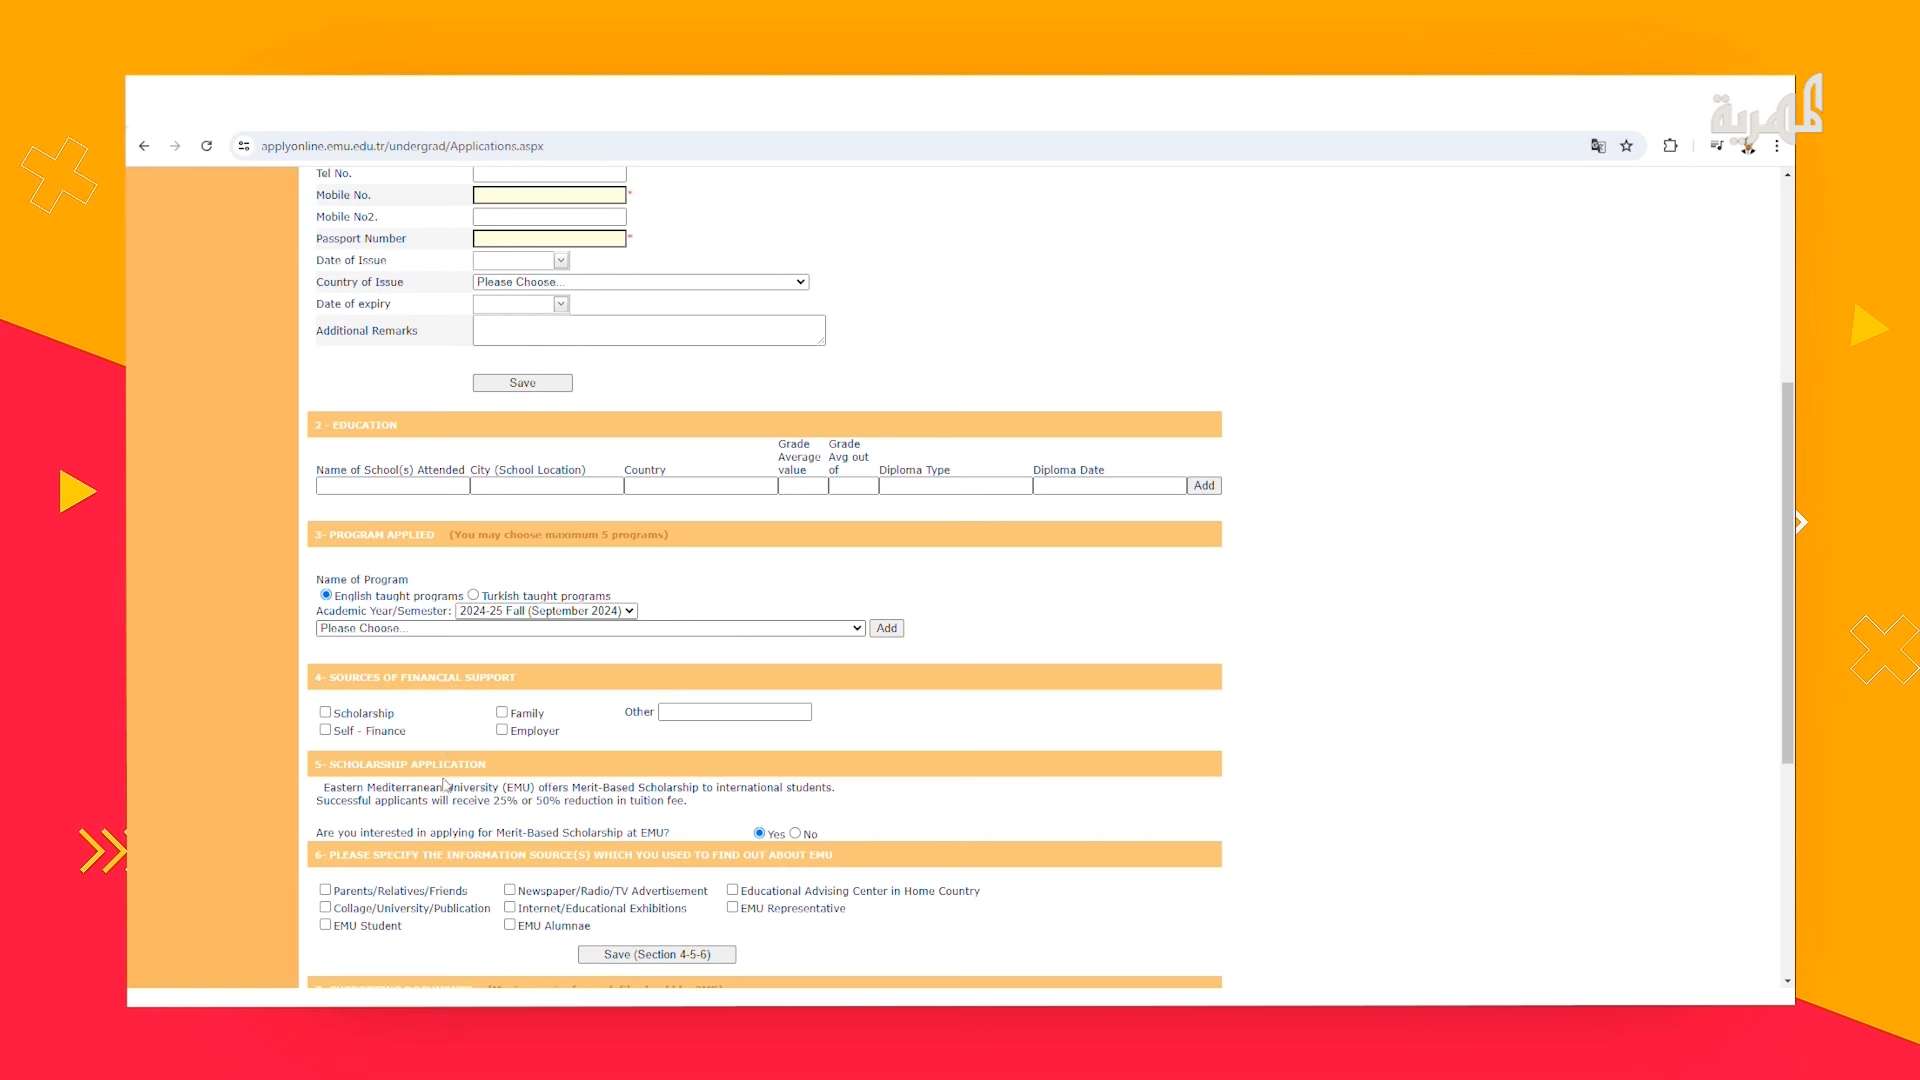 المهرية
applyonline.emu.edu.tr/undergrad/Applications.aspx
Tel No.
Mobile No. *
Mobile No2.
Passport Number *
Date of Issue
Country of Issue Please Choose...
Date of expiry
Additional Remarks
Save
2 - EDUCATION
Name of School(s) Attended City (School Location) Country Grade Average value Grade Avg out of Diploma Type Diploma Date
Add
3- PROGRAM APPLIED (You may choose maximum 5 programs)
Name of Program
English taught programs Turkish taught programs
Academic Year/Semester: 2024-25 Fall (September 2024)
Please Choose... Add
4- SOURCES OF FINANCIAL SUPPORT
Scholarship Family Other
Self - Finance Employer
5- SCHOLARSHIP APPLICATION
Eastern Mediterranean University (EMU) offers Merit-Based Scholarship to international students.
Successful applicants will receive 25% or 50% reduction in tuition fee.
Are you interested in applying for Merit-Based Scholarship at EMU? Yes No
6- PLEASE SPECIFY THE INFORMATION SOURCE(S) WHICH YOU USED TO FIND OUT ABOUT EMU
Parents/Relatives/Friends Newspaper/Radio/TV Advertisement Educational Advising Center in Home Country
Collage/University/Publication Internet/Educational Exhibitions EMU Representative
EMU Student EMU Alumnae
Save (Section 4-5-6)